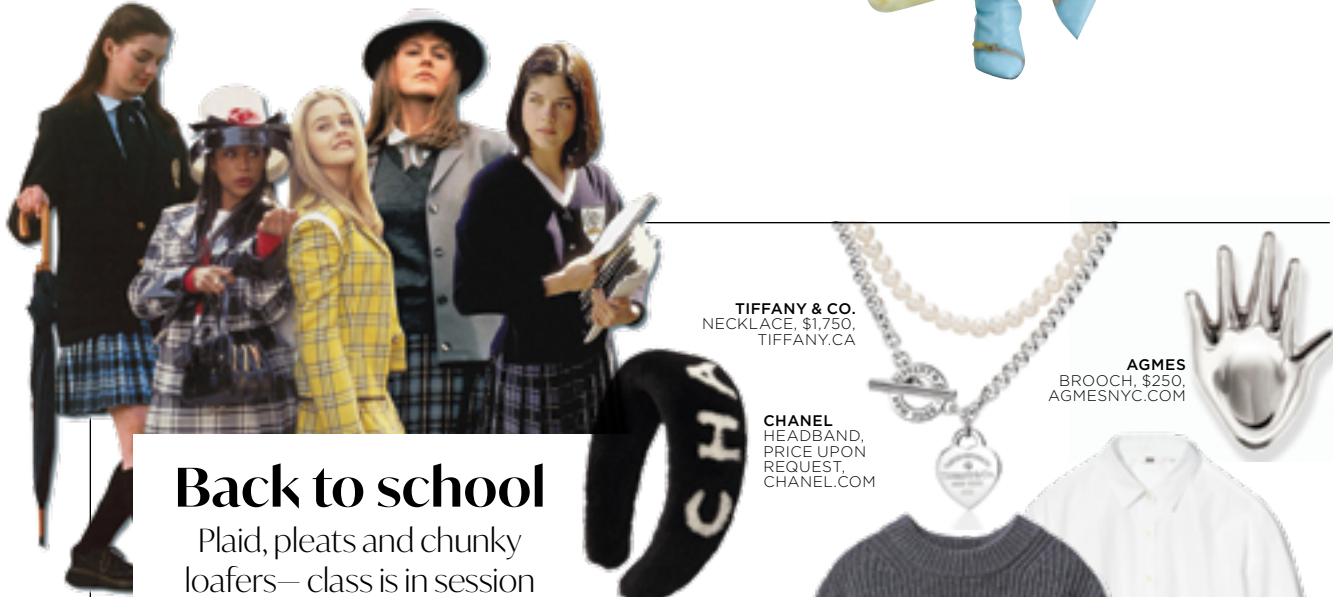 TIFFANY & CO.
NECKLACE, $1,750,
TIFFANY.CA
AGMES
BROOCH, $250,
AGMESNYC.COM
CHANEL
HEADBAND,
PRICE UPON
REQUEST,
CHANEL.COM
CHA
Back to school
Plaid, pleats and chunky
loafers— class is in session